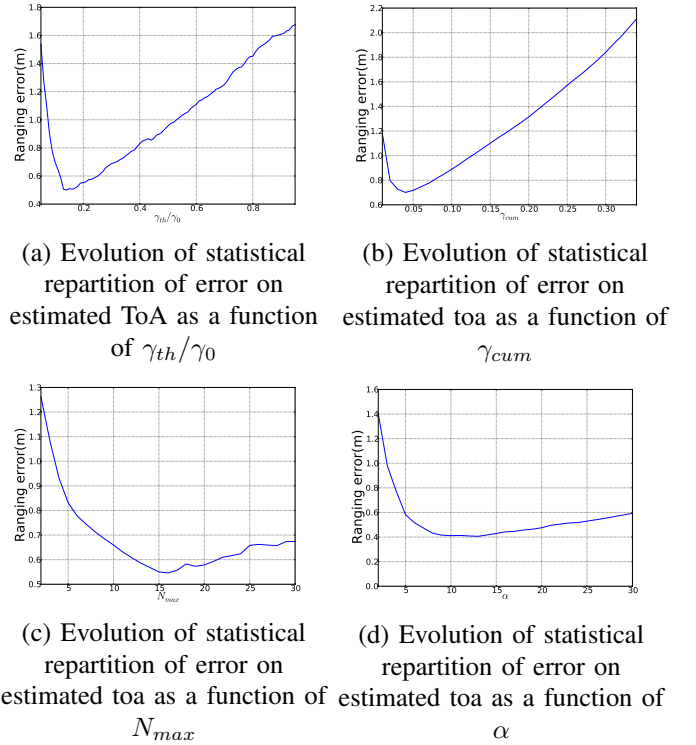 1.6
1.4
1.2
1.0
0.8
0.6
0.4
Ranging error(m)
0.2 0.4 0.6 0.8
γth/γ0
(a) Evolution of statistical
repartition of error on
estimated ToA as a function
of γth/γ0
2.2
2.0
1.8
1.6
1.4
1.2
1.0
0.8
0.6
Ranging error(m)
0.05 0.10 0.15 0.20 0.25 0.30
γcum
(b) Evolution of statistical
repartition of error on
estimated toa as a function of
γcum
1.3
1.2
1.1
1.0
0.9
0.8
0.7
0.6
0.5
Ranging error(m)
5 10 15 20 25 30
Nmax
(c) Evolution of statistical
repartition of error on
estimated toa as a function of
Nmax
1.6
1.4
1.2
1.0
0.8
0.6
0.4
0.2
0.0
Ranging error(m)
5 10 15 20 25 30
α
(d) Evolution of statistical
repartition of error on
estimated toa as a function of
α